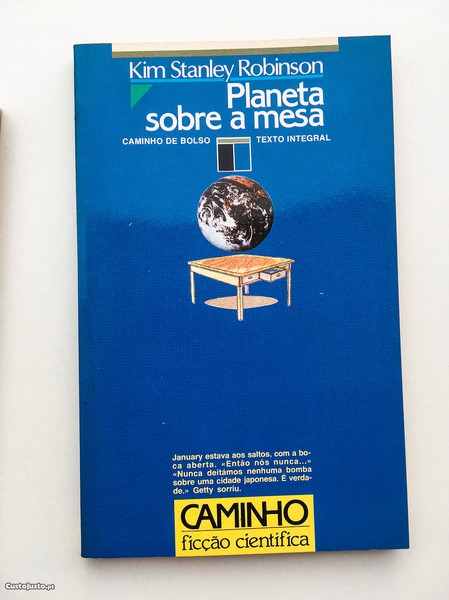 Kim Stanley Robinson
Planeta
sobre a mesa
CAMINHO DE BOLSO TEXTO INTEGRAL
January estava aos saltos, com a bo-
ca aberta. «Então nós nunca...»
«Nunca deitámos nenhuma bomba
sobre uma cidade japonesa. É verda-
de.» Getty sorriu.
CAMINHO
ficção científica
CustoJusto.pt